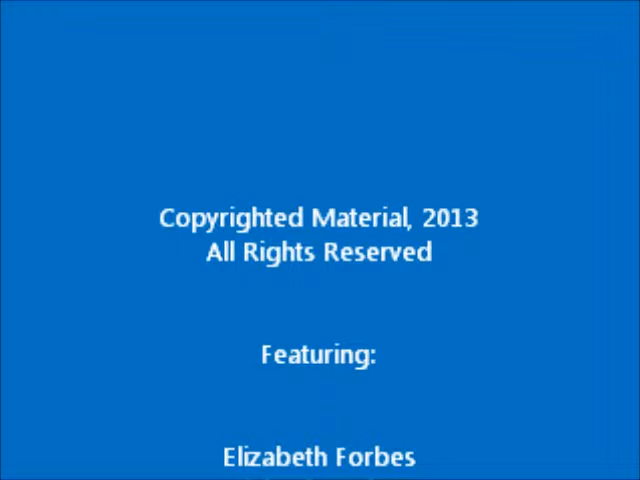 Copyrighted Material, 2013
All Rights Reserved
Featuring:
Elizabeth Forbes